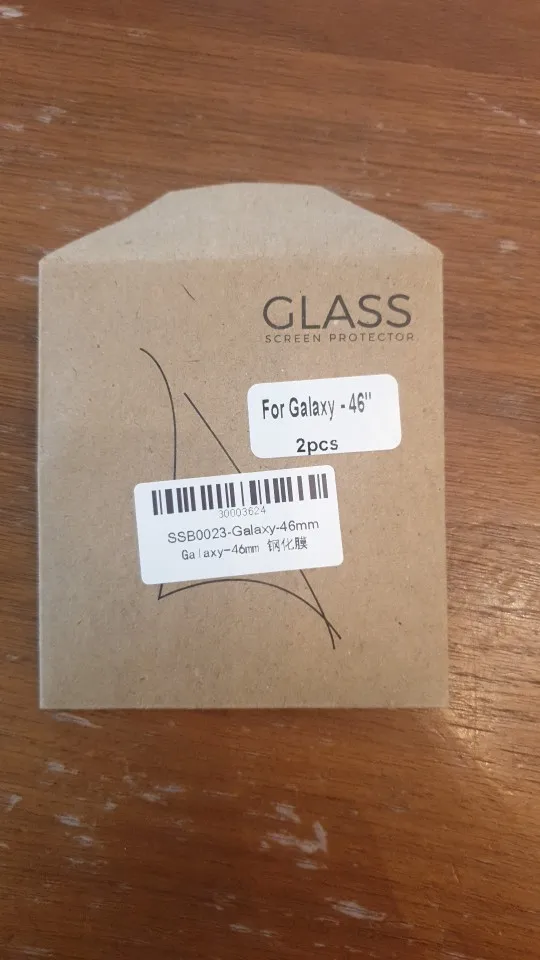 GLASS
SCREEN PROTECTOR
For Galaxy - 46"
2pcs
30003624
SSB0023-Galaxy-46mm
Galaxy-46mm 钢化膜